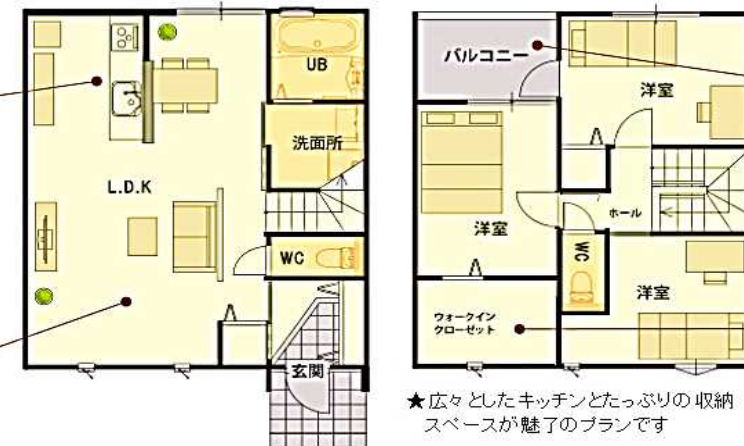 UB
洗面所
L.D.K
WC
玄関
バルコニー
洋室
洋室
ホール
WC
洋室
ウォークイン
クローゼット
★広々としたキッチンとたっぷりの収納
スペースが魅了のプランです